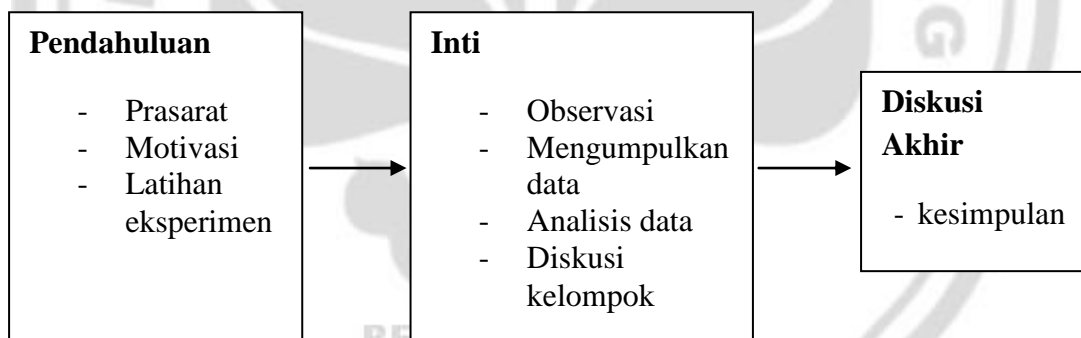 Pendahuluan
- Prasarat
- Motivasi
- Latihan
eksperimen
Inti
- Observasi
- Mengumpulkan
data
- Analisis data
- Diskusi
kelompok
Diskusi
Akhir
- kesimpulan
G